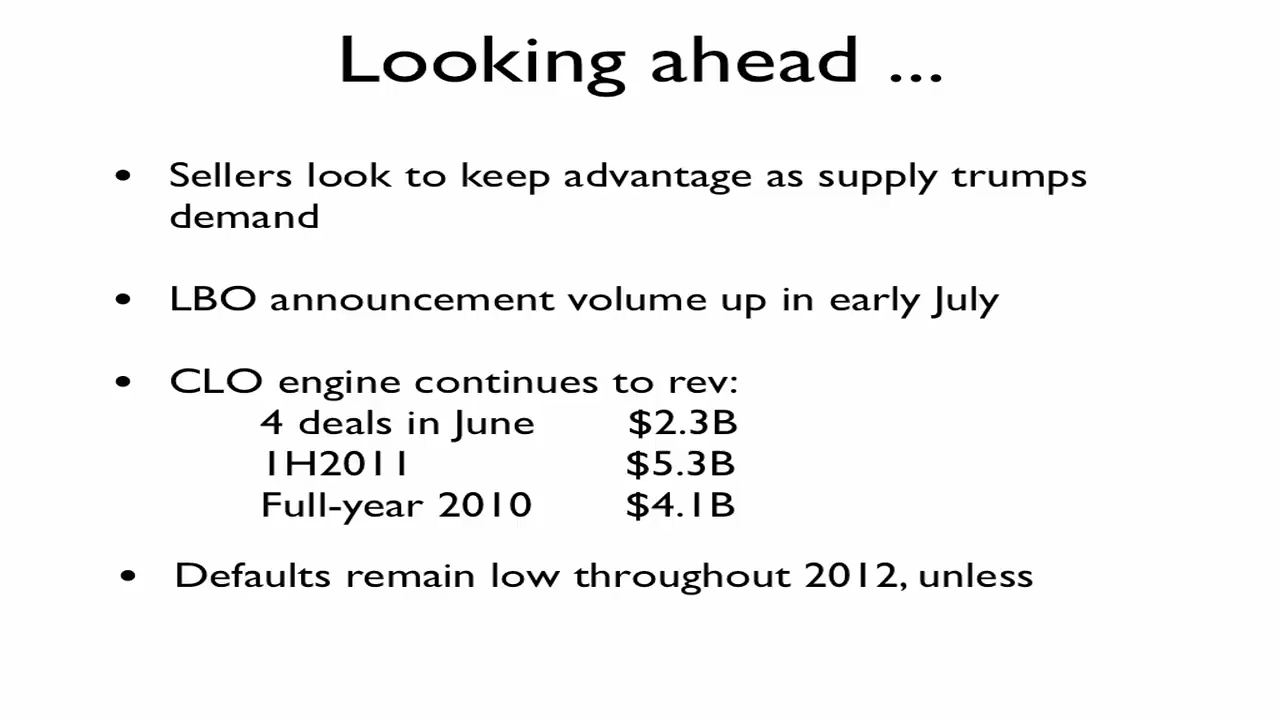 Looking ahead ...
• Sellers look to keep advantage as supply trumps
demand
• LBO announcement volume up in early July
• CLO engine continues to rev:
4 deals in June $2.3B
1H2011 $5.3B
Full-year 2010 $4.1B
• Defaults remain low throughout 2012, unless